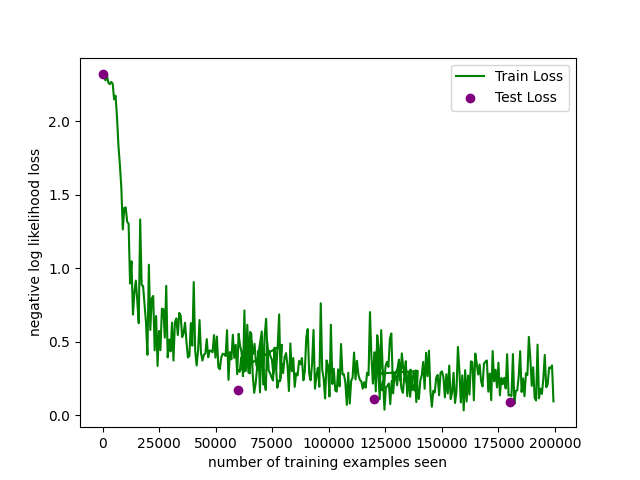 Train Loss
Test Loss
negative log likelihood loss
2.0
1.5
1.0
0.5
0.0
0 25000 50000 75000 100000 125000 150000 175000 200000
number of training examples seen